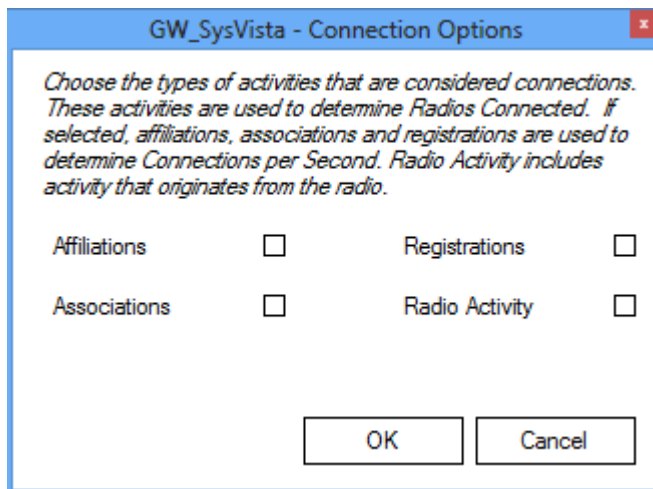 GW_SysVista - Connection Options
x
Choose the types of activities that are considered connections.
These activities are used to determine Radios Connected. If
selected, affiliations, associations and registrations are used to
determine Connections per Second. Radio Activity includes
activity that originates from the radio.
Affiliations Registrations
Associations Radio Activity
OK Cancel